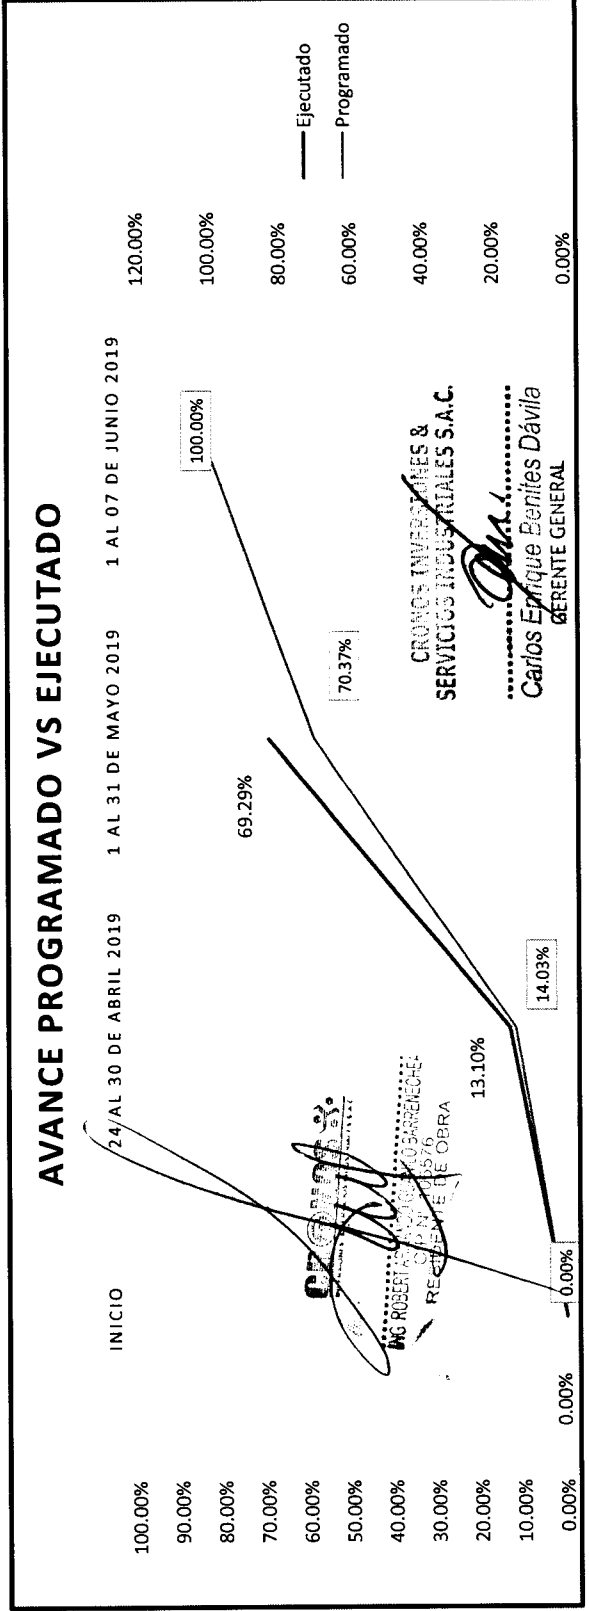 AVANCE PROGRAMADO VS EJECUTADO
INICIO
24 AL 30 DE ABRIL 2019
1 AL 31 DE MAYO 2019
1 AL 07 DE JUNIO 2019
100.00%
90.00%
80.00%
70.00%
60.00%
50.00%
40.00%
30.00%
20.00%
10.00%
0.00%
0.00%
0.00%
13.10%
14.03%
69.29%
70.37%
100.00%
120.00%
100.00%
80.00%
60.00%
40.00%
20.00%
0.00%
Ejecutado
Programado
ING ROBERT
BARRENECHEA
RESIDENTE DE OBRA
CRONOS INVERSIONES &
SERVICIOS INDUSTRIALES S.A.C.
Carlos Enrique Benites Dávila
GERENTE GENERAL